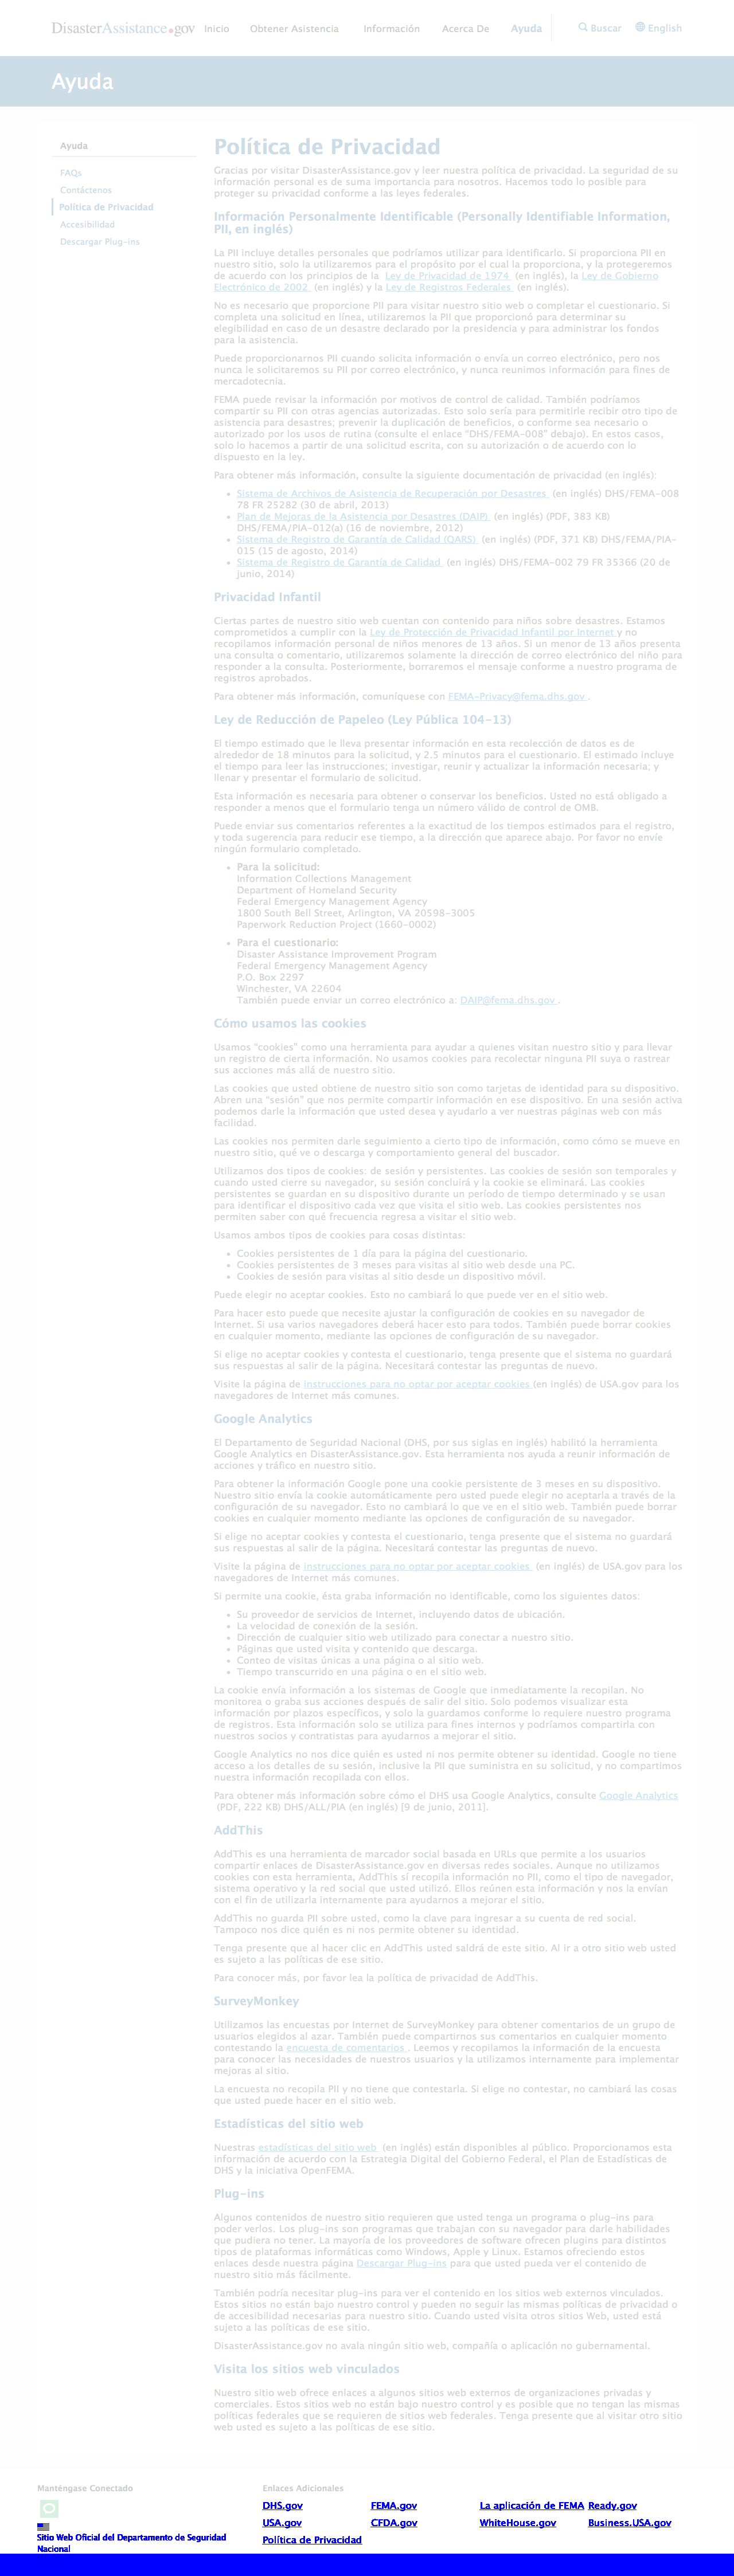 DisasterAssistance.gov
Inicio
Obtener Asistencia
Información
Acerca De
Ayuda
Buscar
English
Ayuda
Ayuda
FAQs
Contáctenos
Política de Privacidad
Accesibilidad
Descargar Plug-ins
Política de Privacidad
Gracias por visitar DisasterAssistance.gov y leer nuestra política de privacidad. La seguridad de su
información personal es de suma importancia para nosotros. Hacemos todo lo posible para
proteger su privacidad conforme a las leyes federales.
Información Personalmente Identificable (Personally Identifiable Information,
PII, en inglés)
La PII incluye detalles personales que podríamos utilizar para identificarlo. Si proporciona PII en
nuestro sitio, solo la utilizaremos para el propósito por el cual la proporciona, y la protegeremos
de acuerdo con los principios de la Ley de Privacidad de 1974 (en inglés), la Ley de Gobierno
Electrónico de 2002 (en inglés) y la Ley de Registros Federales (en inglés).
No es necesario que proporcione PII para visitar nuestro sitio web o completar el cuestionario. Si
completa una solicitud en línea, utilizaremos la PII que proporcionó para determinar su
elegibilidad en caso de un desastre declarado por la presidencia y para administrar los fondos
para la asistencia.
Puede proporcionarnos PII cuando solicita información o envía un correo electrónico, pero nos
nunca le solicitaremos su PII por correo electrónico, y nunca reunimos información para fines de
mercadotecnia.
FEMA puede revisar la información por motivos de control de calidad. También podríamos
compartir su PII con otras agencias autorizadas. Esto solo sería para permitirle recibir otro tipo de
asistencia para desastres; prevenir la duplicación de beneficios, o conforme sea necesario o
autorizado por los usos de rutina (consulte el enlace “DHS/FEMA-008” debajo). En estos casos,
solo lo hacemos a partir de una solicitud escrita, con su autorización o de acuerdo con lo
dispuesto en la ley.
Para obtener más información, consulte la siguiente documentación de privacidad (en inglés):
• Sistema de Archivos de Asistencia de Recuperación por Desastres (en inglés) DHS/FEMA-008
78 FR 25282 (30 de abril, 2013)
• Plan de Mejoras de la Asistencia por Desastres (DAIP) (en inglés) (PDF, 383 KB)
DHS/FEMA/PIA-012(a) (16 de noviembre, 2012)
• Sistema de Registro de Garantía de Calidad (QARS) (en inglés) (PDF, 371 KB) DHS/FEMA/PIA-
015 (15 de agosto, 2014)
• Sistema de Registro de Garantía de Calidad (en inglés) DHS/FEMA-002 79 FR 35366 (20 de
junio, 2014)
Privacidad Infantil
Ciertas partes de nuestro sitio web cuentan con contenido para niños sobre desastres. Estamos
comprometidos a cumplir con la Ley de Protección de Privacidad Infantil por Internet y no
recopilamos información personal de niños menores de 13 años. Si un menor de 13 años presenta
una consulta o comentario, utilizaremos solamente la dirección de correo electrónico del niño para
responder a la consulta. Posteriormente, borraremos el mensaje conforme a nuestro programa de
registros aprobados.
Para obtener más información, comuníquese con FEMA-Privacy@fema.dhs.gov .
Ley de Reducción de Papeleo (Ley Pública 104-13)
El tiempo estimado que le lleva presentar información en esta recolección de datos es de
alrededor de 18 minutos para la solicitud, y 2.5 minutos para el cuestionario. El estimado incluye
el tiempo para leer las instrucciones; investigar, reunir y actualizar la información necesaria; y
llenar y presentar el formulario de solicitud.
Esta información es necesaria para obtener o conservar los beneficios. Usted no está obligado a
responder a menos que el formulario tenga un número válido de control de OMB.
Puede enviar sus comentarios referentes a la exactitud de los tiempos estimados para el registro,
y toda sugerencia para reducir ese tiempo, a la dirección que aparece abajo. Por favor no envíe
ningún formulario completado.
• Para la solicitud:
Information Collections Management
Department of Homeland Security
Federal Emergency Management Agency
1800 South Bell Street, Arlington, VA 20598-3005
Paperwork Reduction Project (1660-0002)
• Para el cuestionario:
Disaster Assistance Improvement Program
Federal Emergency Management Agency
P.O. Box 2297
Winchester, VA 22604
También puede enviar un correo electrónico a: DAIP@fema.dhs.gov .
Cómo usamos las cookies
Usamos “cookies” como una herramienta para ayudar a quienes visitan nuestro sitio y para llevar
un registro de cierta información. No usamos cookies para recolectar ninguna PII suya o rastrear
sus acciones más allá de nuestro sitio.
Las cookies que usted obtiene de nuestro sitio son como tarjetas de identidad para su dispositivo.
Abren una “sesión” que nos permite compartir información en ese dispositivo. En una sesión activa
podemos darle la información que usted desea y ayudarlo a ver nuestras páginas web con más
facilidad.
Las cookies nos permiten darle seguimiento a cierto tipo de información, como cómo se mueve en
nuestro sitio, qué ve o descarga y comportamiento general del buscador.
Utilizamos dos tipos de cookies: de sesión y persistentes. Las cookies de sesión son temporales y
cuando usted cierre su navegador, su sesión concluirá y la cookie se eliminará. Las cookies
persistentes se guardan en su dispositivo durante un período de tiempo determinado y se usan
para identificar el dispositivo cada vez que visita el sitio web. Las cookies persistentes nos
permiten saber con qué frecuencia regresa a visitar el sitio web.
Usamos ambos tipos de cookies para cosas distintas:
• Cookies persistentes de 1 día para la página del cuestionario.
• Cookies persistentes de 3 meses para visitas al sitio web desde una PC.
• Cookies de sesión para visitas al sitio desde un dispositivo móvil.
Puede elegir no aceptar cookies. Esto no cambiará lo que puede ver en el sitio web.
Para hacer esto puede que necesite ajustar la configuración de cookies en su navegador de
Internet. Si usa varios navegadores deberá hacer esto para todos. También puede borrar cookies
en cualquier momento, mediante las opciones de configuración de su navegador.
Si elige no aceptar cookies y contesta el cuestionario, tenga presente que el sistema no guardará
sus respuestas al salir de la página. Necesitará contestar las preguntas de nuevo.
Visite la página de instrucciones para no optar por aceptar cookies (en inglés) de USA.gov para los
navegadores de Internet más comunes.
Google Analytics
El Departamento de Seguridad Nacional (DHS, por sus siglas en inglés) habilitó la herramienta
Google Analytics en DisasterAssistance.gov. Esta herramienta nos ayuda a reunir información de
acciones y tráfico en nuestro sitio.
Para obtener la información Google pone una cookie persistente de 3 meses en su dispositivo.
Nuestro sitio envía la cookie automáticamente pero usted puede elegir no aceptarla a través de la
configuración de su navegador. Esto no cambiará lo que ve en el sitio web. También puede borrar
cookies en cualquier momento mediante las opciones de configuración de su navegador.
Si elige no aceptar cookies y contesta el cuestionario, tenga presente que el sistema no guardará
sus respuestas al salir de la página. Necesitará contestar las preguntas de nuevo.
Visite la página de instrucciones para no optar por aceptar cookies (en inglés) de USA.gov para los
navegadores de Internet más comunes.
Si permite una cookie, ésta graba información no identificable, como los siguientes datos:
• Su proveedor de servicios de Internet, incluyendo datos de ubicación.
• La velocidad de conexión de la sesión.
• Dirección de cualquier sitio web utilizado para conectar a nuestro sitio.
• Páginas que usted visita y contenido que descarga.
• Conteo de visitas únicas a una página o al sitio web.
• Tiempo transcurrido en una página o en el sitio web.
La cookie envía información a los sistemas de Google que inmediatamente la recopilan. No
monitorea o graba sus acciones después de salir del sitio. Solo podemos visualizar esta
información por plazos específicos, y solo la guardamos conforme lo requiere nuestro programa
de registros. Esta información solo se utiliza para fines internos y podríamos compartirla con
nuestros socios y contratistas para ayudarnos a mejorar el sitio.
Google Analytics no nos dice quién es usted ni nos permite obtener su identidad. Google no tiene
acceso a los detalles de su sesión, inclusive la PII que suministra en su solicitud, y no compartimos
nuestra información recopilada con ellos.
Para obtener más información sobre cómo el DHS usa Google Analytics, consulte Google Analytics
(PDF, 222 KB) DHS/ALL/PIA (en inglés) [9 de junio, 2011].
AddThis
AddThis es una herramienta de marcador social basada en URLs que permite a los usuarios
compartir enlaces de DisasterAssistance.gov en diversas redes sociales. Aunque no utilizamos
cookies con esta herramienta, AddThis sí recopila información no PII, como el tipo de navegador,
sistema operativo y la red social que usted utilizó. Ellos reúnen esta información y nos la envían
con el fin de utilizarla internamente para ayudarnos a mejorar el sitio.
AddThis no guarda PII sobre usted, como la clave para ingresar a su cuenta de red social.
Tampoco nos dice quién es ni nos permite obtener su identidad.
Tenga presente que al hacer clic en AddThis usted saldrá de este sitio. Al ir a otro sitio web usted
es sujeto a las políticas de ese sitio.
Para conocer más, por favor lea la política de privacidad de AddThis.
SurveyMonkey
Utilizamos las encuestas por Internet de SurveyMonkey para obtener comentarios de un grupo de
usuarios elegidos al azar. También puede compartirnos sus comentarios en cualquier momento
contestando la encuesta de comentarios . Leemos y recopilamos la información de la encuesta
para conocer las necesidades de nuestros usuarios y la utilizamos internamente para implementar
mejoras al sitio.
La encuesta no recopila PII y no tiene que contestarla. Si elige no contestar, no cambiará las cosas
que usted puede hacer en el sitio web.
Estadísticas del sitio web
Nuestras estadísticas del sitio web (en inglés) están disponibles al público. Proporcionamos esta
información de acuerdo con la Estrategia Digital del Gobierno Federal, el Plan de Estadísticas de
DHS y la iniciativa OpenFEMA.
Plug-ins
Algunos contenidos de nuestro sitio requieren que usted tenga un programa o plug-ins para
poder verlos. Los plug-ins son programas que trabajan con su navegador para darle habilidades
que pudiera no tener. La mayoría de los proveedores de software ofrecen plugins para distintos
tipos de plataformas informáticas como Windows, Apple y Linux. Estamos ofreciendo estos
enlaces desde nuestra página Descargar Plug-ins para que usted pueda ver el contenido de
nuestro sitio más fácilmente.
También podría necesitar plug-ins para ver el contenido en los sitios web externos vinculados.
Estos sitios no están bajo nuestro control y pueden no seguir las mismas políticas de privacidad o
de accesibilidad necesarias para nuestro sitio. Cuando usted visita otros sitios Web, usted está
sujeto a las políticas de ese sitio.
DisasterAssistance.gov no avala ningún sitio web, compañía o aplicación no gubernamental.
Visita los sitios web vinculados
Nuestro sitio web ofrece enlaces a algunos sitios web externos de organizaciones privadas y
comerciales. Estos sitios web no están bajo nuestro control y es posible que no tengan las mismas
políticas federales que se requieren de sitios web federales. Tenga presente que al visitar otro sitio
web usted es sujeto a las políticas de ese sitio.
Manténgase Conectado
Sitio Web Oficial del Departamento de Seguridad
Nacional
Enlaces Adicionales
DHS.gov
FEMA.gov
La aplicación de FEMA
Ready.gov
USA.gov
CFDA.gov
WhiteHouse.gov
Business.USA.gov
Política de Privacidad